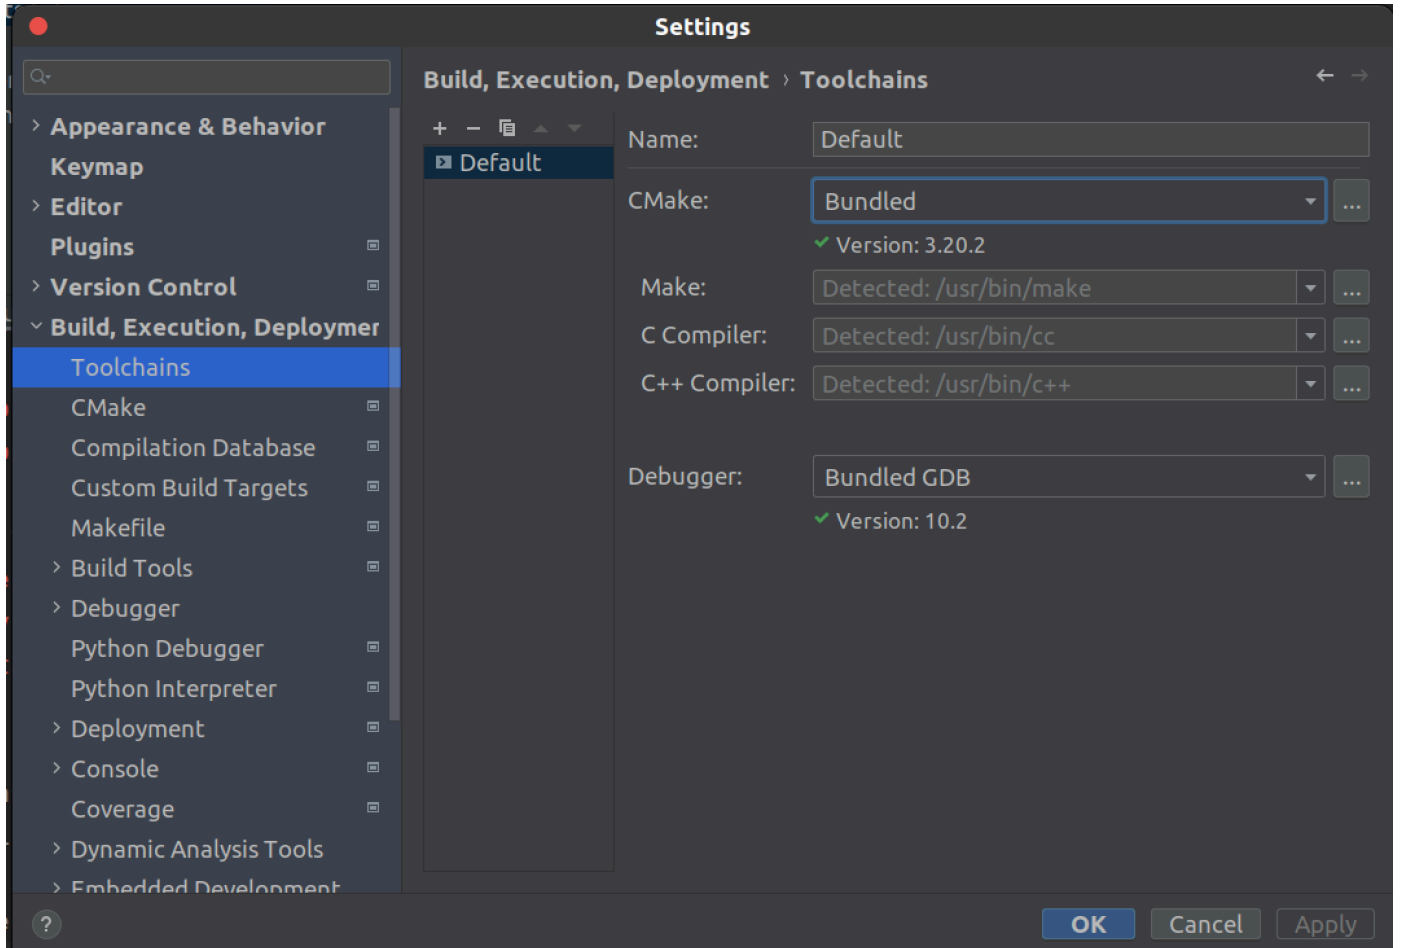 Settings
Appearance & Behavior
Keymap
Editor
Plugins
Version Control
Build, Execution, Deploymen
Toolchains
CMake
Compilation Database
Custom Build Targets
Makefile
Build Tools
Debugger
Python Debugger
Python Interpreter
Deployment
Console
Coverage
Dynamic Analysis Tools
Embedded Development
Build, Execution, Deployment › Toolchains
Default
Name: Default
CMake: Bundled ...
Version: 3.20.2
Make: Detected: /usr/bin/make ...
C Compiler: Detected: /usr/bin/cc ...
C++ Compiler: Detected: /usr/bin/c++ ...
Debugger: Bundled GDB ...
Version: 10.2
? OK Cancel Apply